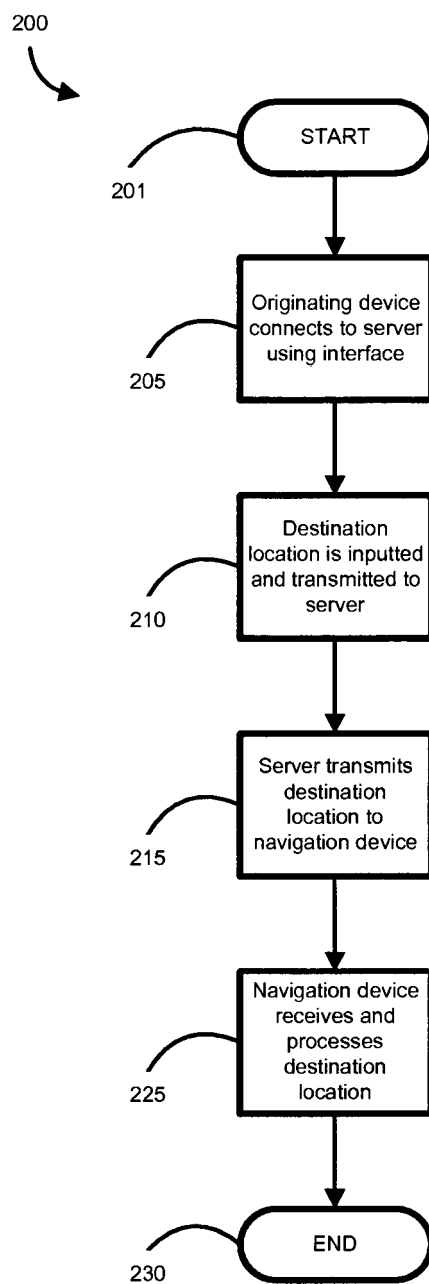 200
START
201
Originating device
connects to server
using interface
205
Destination
location is inputted
and transmitted to
server
210
Server transmits
destination
location to
navigation device
215
Navigation device
receives and
processes
destination
location
225
END
230